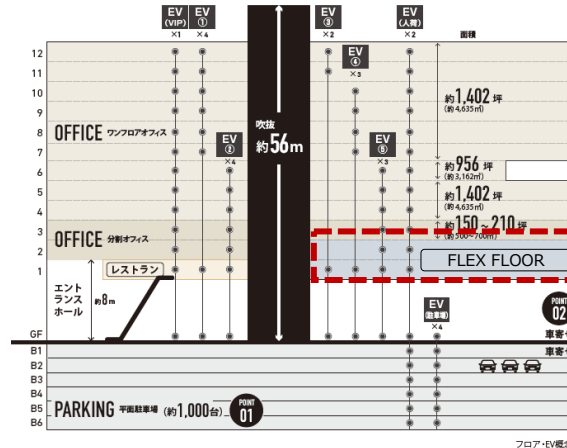 EV (VIP) ×1
EV ① ×4
EV ③ ×2
EV (人荷) ×2
面積
12
11
10
9
8
7
6
5
4
3
2
1
GF
B1
B2
B3
B4
B5
B6
EV ④ ×3
EV ② ×4
EV ⑤ ×3
吹抜
約56m
OFFICE ワンフロアオフィス
OFFICE 分割オフィス
レストラン
エント
ランス
ホール
約8m
約1,402坪
(約4,635㎡)
約956坪
(約3,162㎡)
約1,402坪
(約4,635㎡)
約150~210坪
(約500~700㎡)
FLEX FLOOR
EV (駐車場) ×4
POINT 02
車寄
車寄
PARKING 平面駐車場 (約1,000台)
POINT 01
フロア・EV概